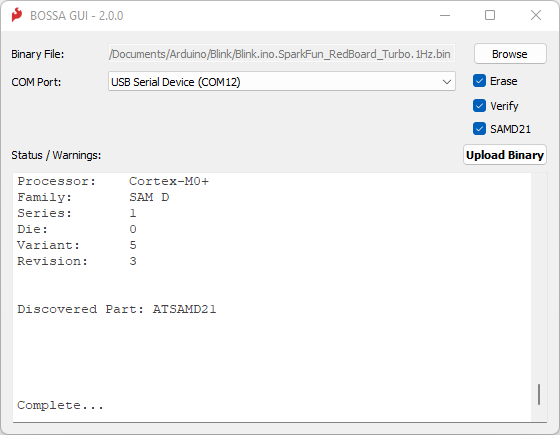 BOSSA GUI - 2.0.0
Binary File: /Documents/Arduino/Blink/Blink.ino.SparkFun_RedBoard_Turbo.1Hz.bin Browse
COM Port: USB Serial Device (COM12) Erase
Verify
SAMD21
Status / Warnings: Upload Binary
Processor: Cortex-M0+
Family: SAM D
Series: 1
Die: 0
Variant: 5
Revision: 3
Discovered Part: ATSAMD21
Complete...